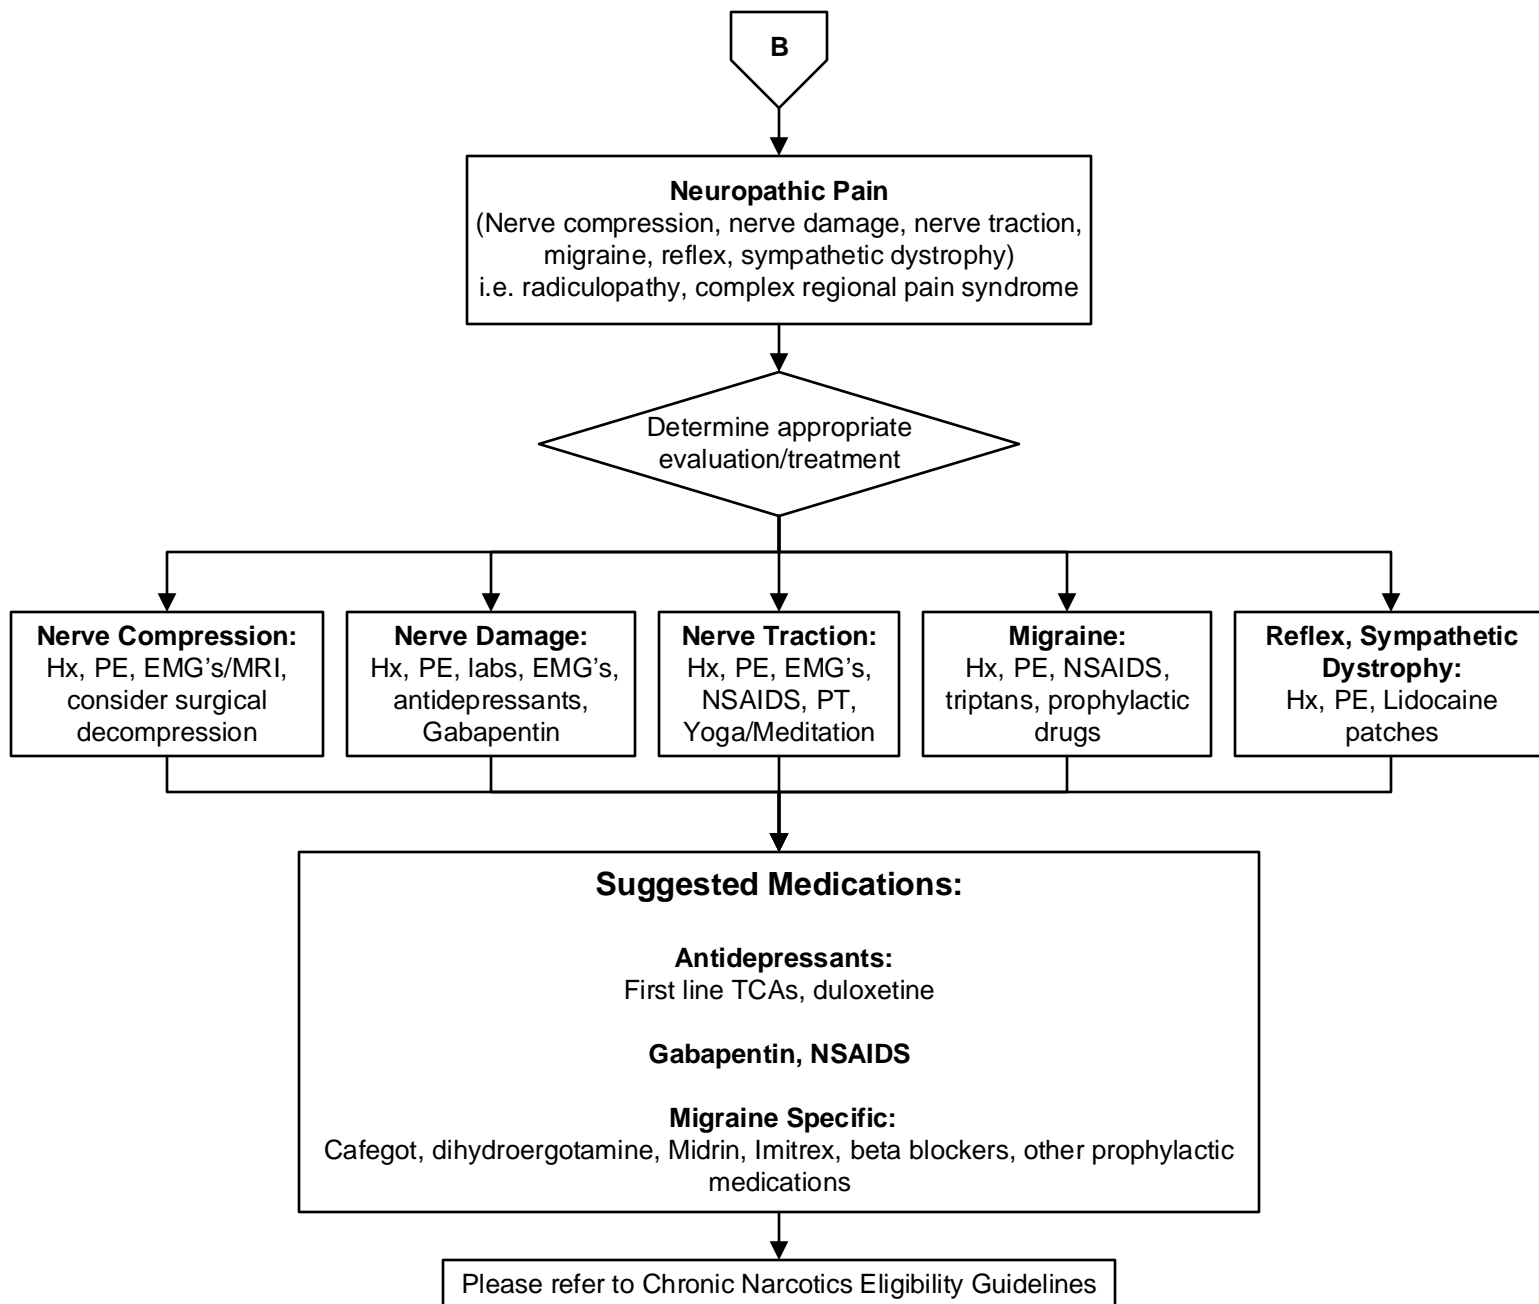 B
Neuropathic Pain
(Nerve compression, nerve damage, nerve traction,
migraine, reflex, sympathetic dystrophy)
i.e. radiculopathy, complex regional pain syndrome
Determine appropriate
evaluation/treatment
Nerve Compression:
Hx, PE, EMG’s/MRI,
consider surgical
decompression
Nerve Damage:
Hx, PE, labs, EMG’s,
antidepressants,
Gabapentin
Nerve Traction:
Hx, PE, EMG’s,
NSAIDS, PT,
Yoga/Meditation
Migraine:
Hx, PE, NSAIDS,
triptans, prophylactic
drugs
Reflex, Sympathetic
Dystrophy:
Hx, PE, Lidocaine
patches
Suggested Medications:
Antidepressants:
First line TCAs, duloxetine
Gabapentin, NSAIDS
Migraine Specific:
Cafegot, dihydroergotamine, Midrin, Imitrex, beta blockers, other prophylactic
medications
Please refer to Chronic Narcotics Eligibility Guidelines